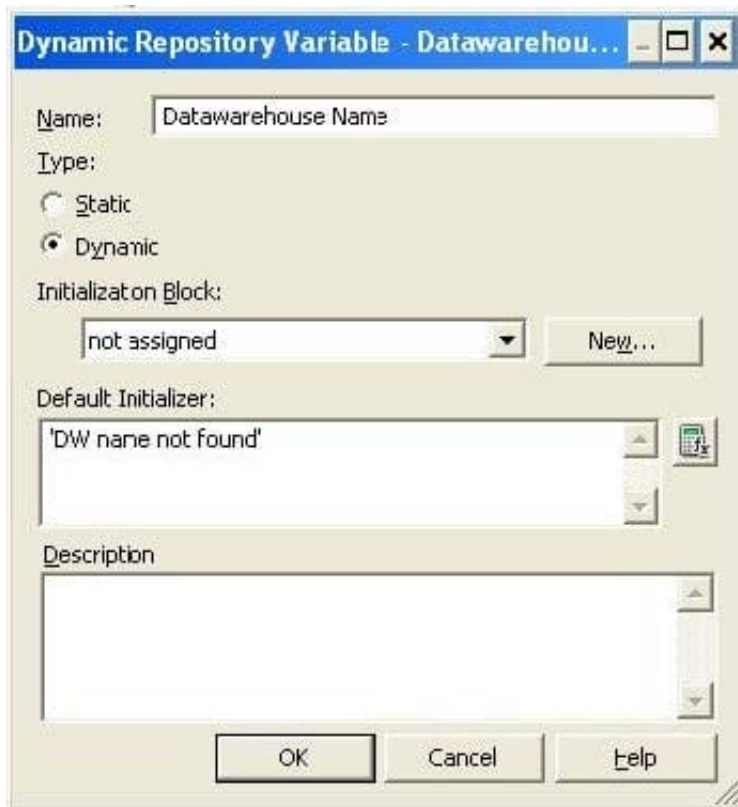 Dynamic Repository Variable - Datawarehou...
Name: Datawarehouse Name
Type:
Static
Dynamic
Initializaton Block:
not assigned New...
Default Initializer:
'DW name not found'
Description
OK Cancel Help